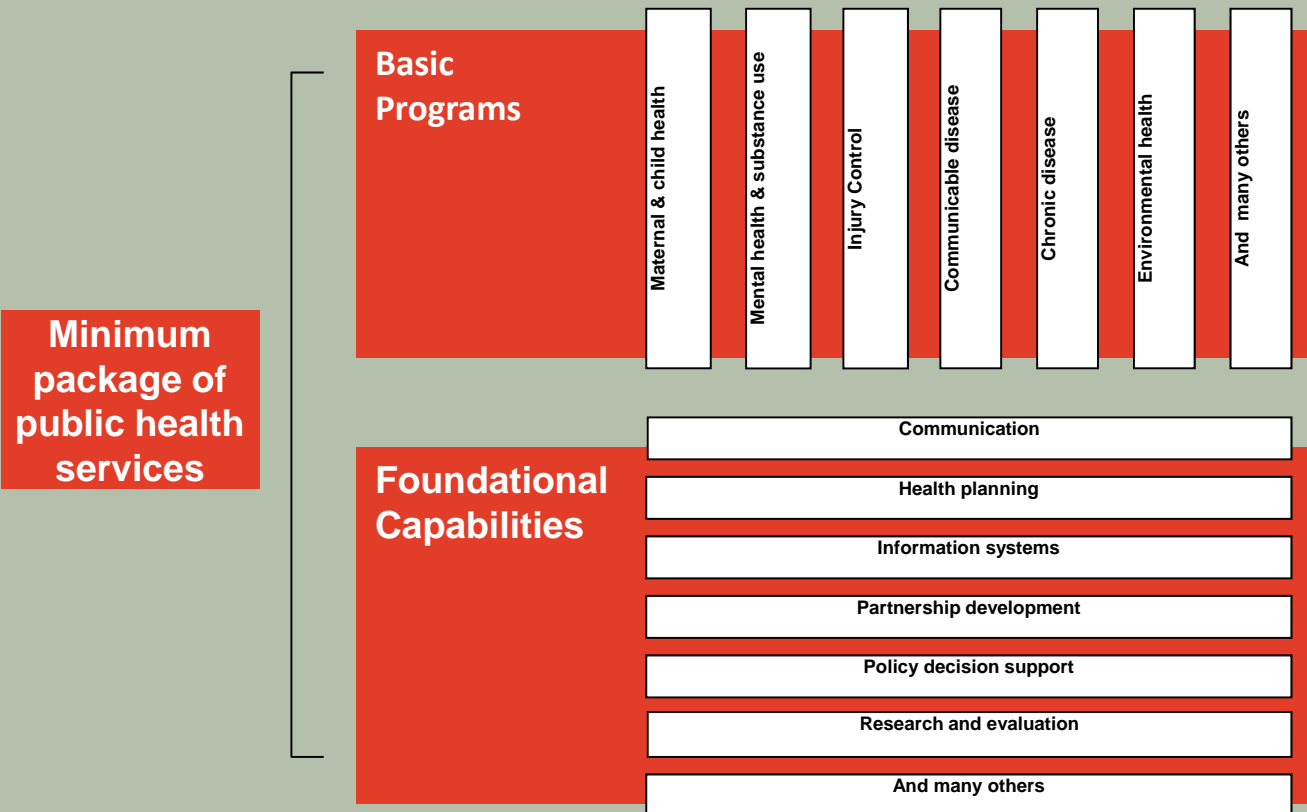 Basic
Programs
Maternal & child health
Mental health & substance use
Injury Control
Communicable disease
Chronic disease
Environmental health
And many others
Minimum
package of
public health
services
Foundational
Capabilities
Communication
Health planning
Information systems
Partnership development
Policy decision support
Research and evaluation
And many others